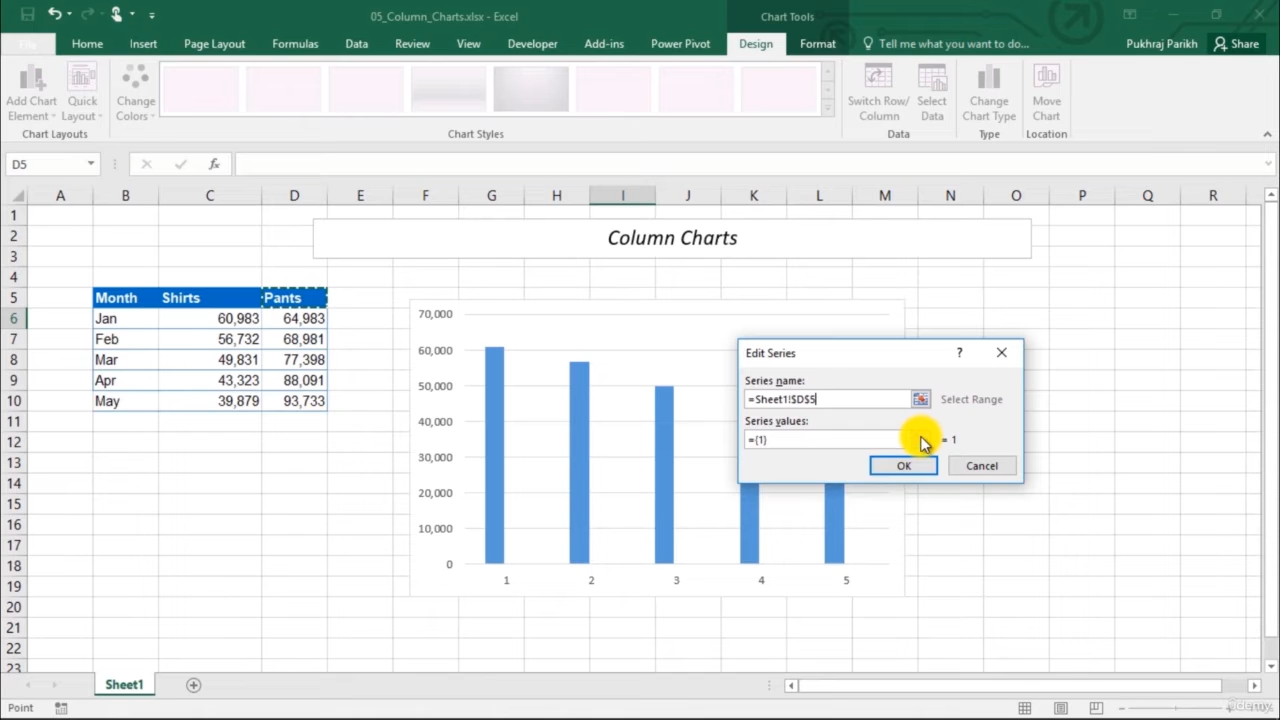 05_Column_Charts.xlsx - Excel
Chart Tools
File Home Insert Page Layout Formulas Data Review View Developer Add-ins Power Pivot Design Format Tell me what you want to do... Pukhraj Parikh Share
Add Chart Element
Quick Layout
Change Colors
Switch Row/ Column
Select Data
Change Chart Type
Move Chart
Chart Layouts
Chart Styles
Data
Type
Location
D5
fx
A B C D E F G H I J K L M N O P Q R
1
2
3
4
5
6
7
8
9
10
11
12
13
14
15
16
17
18
19
20
21
22
23
Column Charts
Month Shirts Pants
Jan 60,983 64,983
Feb 56,732 68,981
Mar 49,831 77,398
Apr 43,323 88,091
May 39,879 93,733
70,000
60,000
50,000
40,000
30,000
20,000
10,000
0
1 2 3 4 5
Edit Series
?
Series name:
=Sheet1!$D$5
Select Range
Series values:
={1}
= 1
OK Cancel
Sheet1
Point
Udemy